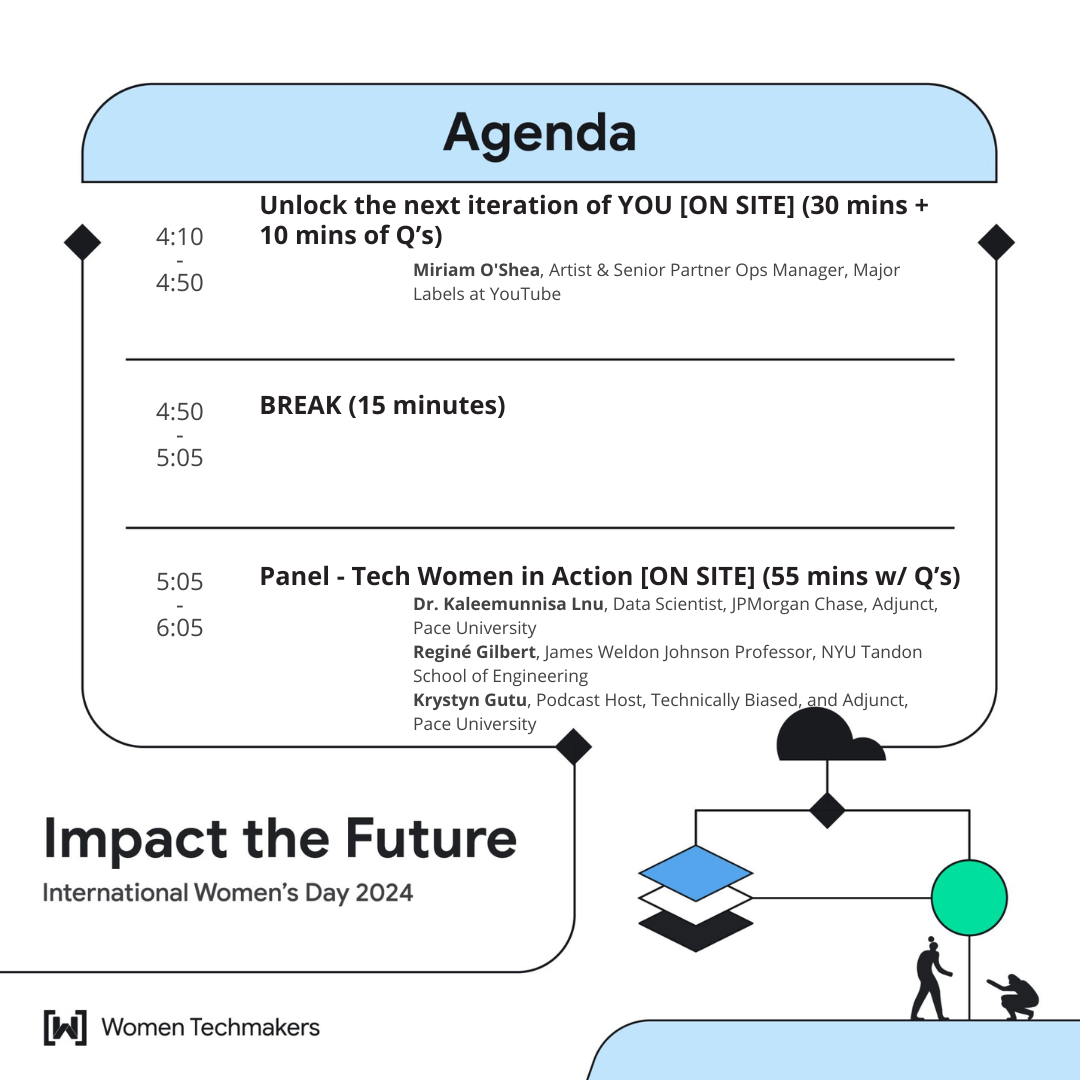 Agenda
4:10
-
4:50
Unlock the next iteration of YOU [ON SITE] (30 mins +
10 mins of Q’s)
Miriam O'Shea, Artist & Senior Partner Ops Manager, Major
Labels at YouTube
4:50
-
5:05
BREAK (15 minutes)
5:05
-
6:05
Panel - Tech Women in Action [ON SITE] (55 mins w/ Q’s)
Dr. Kaleemunnisa Lnu, Data Scientist, JPMorgan Chase, Adjunct,
Pace University
Reginé Gilbert, James Weldon Johnson Professor, NYU Tandon
School of Engineering
Krystyn Gutu, Podcast Host, Technically Biased, and Adjunct,
Pace University
Impact the Future
International Women’s Day 2024
[W] Women Techmakers